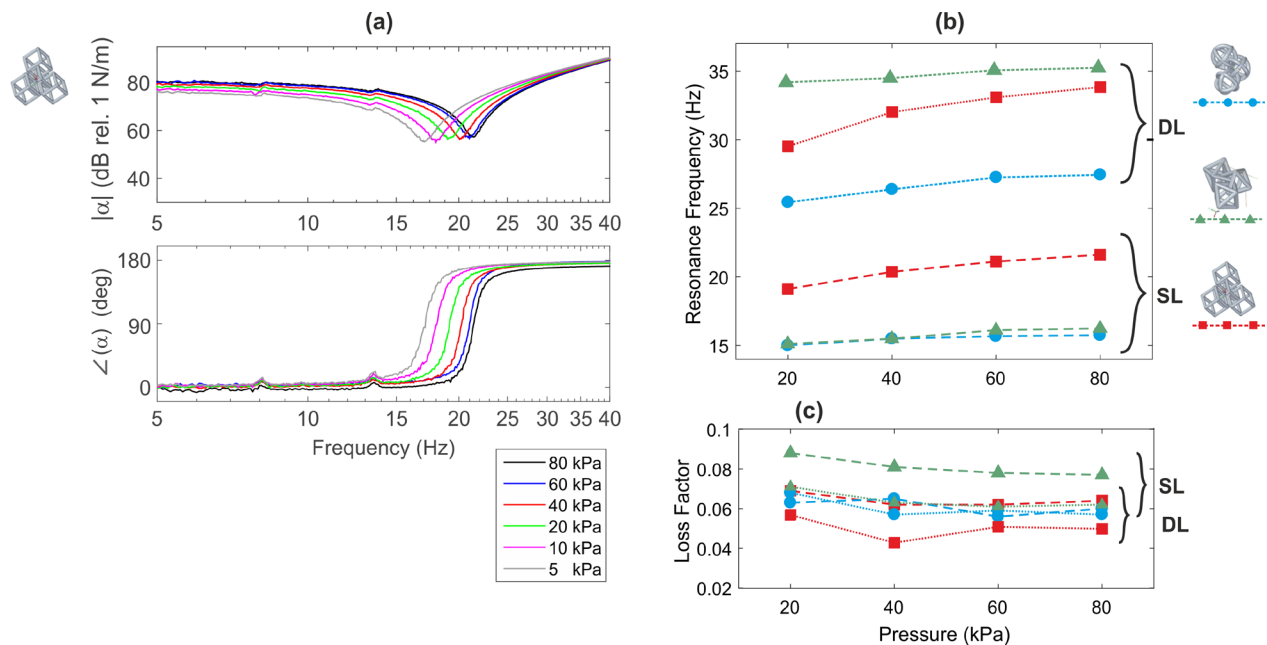 (a)
|α| (dB rel. 1 N/m)
80
60
40
5 10 15 20 25 30 35 40
∠(α) (deg)
180
90
0
5 10 15 20 25 30 35 40
Frequency (Hz)
80 kPa
60 kPa
40 kPa
20 kPa
10 kPa
5 kPa
(b)
Resonance Frequency (Hz)
35
30
25
20
15
20 40 60 80
DL
SL
(c)
Loss Factor
0.1
0.08
0.06
0.04
0.02
20 40 60 80
Pressure (kPa)
SL
DL